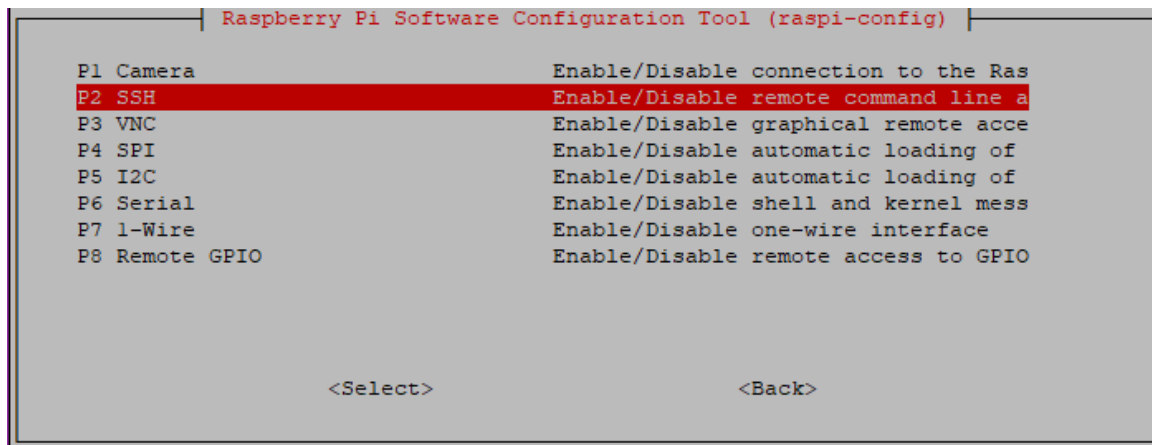 Raspberry Pi Software Configuration Tool (raspi-config)
P1 Camera Enable/Disable connection to the Ras
P2 SSH Enable/Disable remote command line a
P3 VNC Enable/Disable graphical remote acce
P4 SPI Enable/Disable automatic loading of
P5 I2C Enable/Disable automatic loading of
P6 Serial Enable/Disable shell and kernel mess
P7 1-Wire Enable/Disable one-wire interface
P8 Remote GPIO Enable/Disable remote access to GPIO
<Select> <Back>